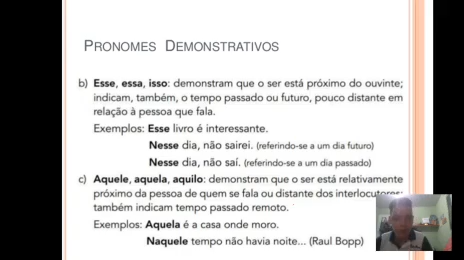 PRONOMES DEMONSTRATIVOS
b) Esse, essa, isso: demonstram que o ser está próximo do ouvinte;
indicam, também, o tempo passado ou futuro, pouco distante em
relação à pessoa que fala.
Exemplos: Esse livro é interessante.
Nesse dia, não sairei. (referindo-se a um dia futuro)
Nesse dia, não saí. (referindo-se a um dia passado)
c) Aquele, aquela, aquilo: demonstram que o ser está relativamente
próximo da pessoa de quem se fala ou distante dos interlocutores;
também indicam tempo passado remoto.
Exemplos: Aquela é a casa onde moro.
Naquele tempo não havia noite... (Raul Bopp)